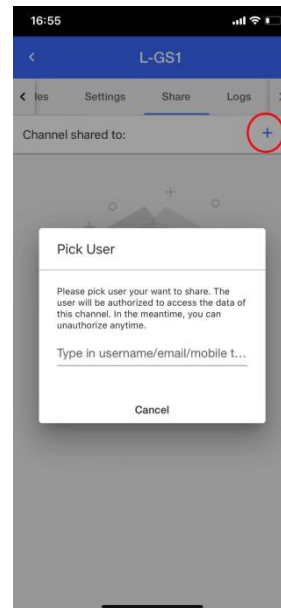 16:55
L-GS1
les Settings Share Logs
Channel shared to: +
Pick User
Please pick user your want to share. The
user will be authorized to access the data of
this channel. In the meantime, you can
unauthorize anytime.
Type in username/email/mobile t...
Cancel